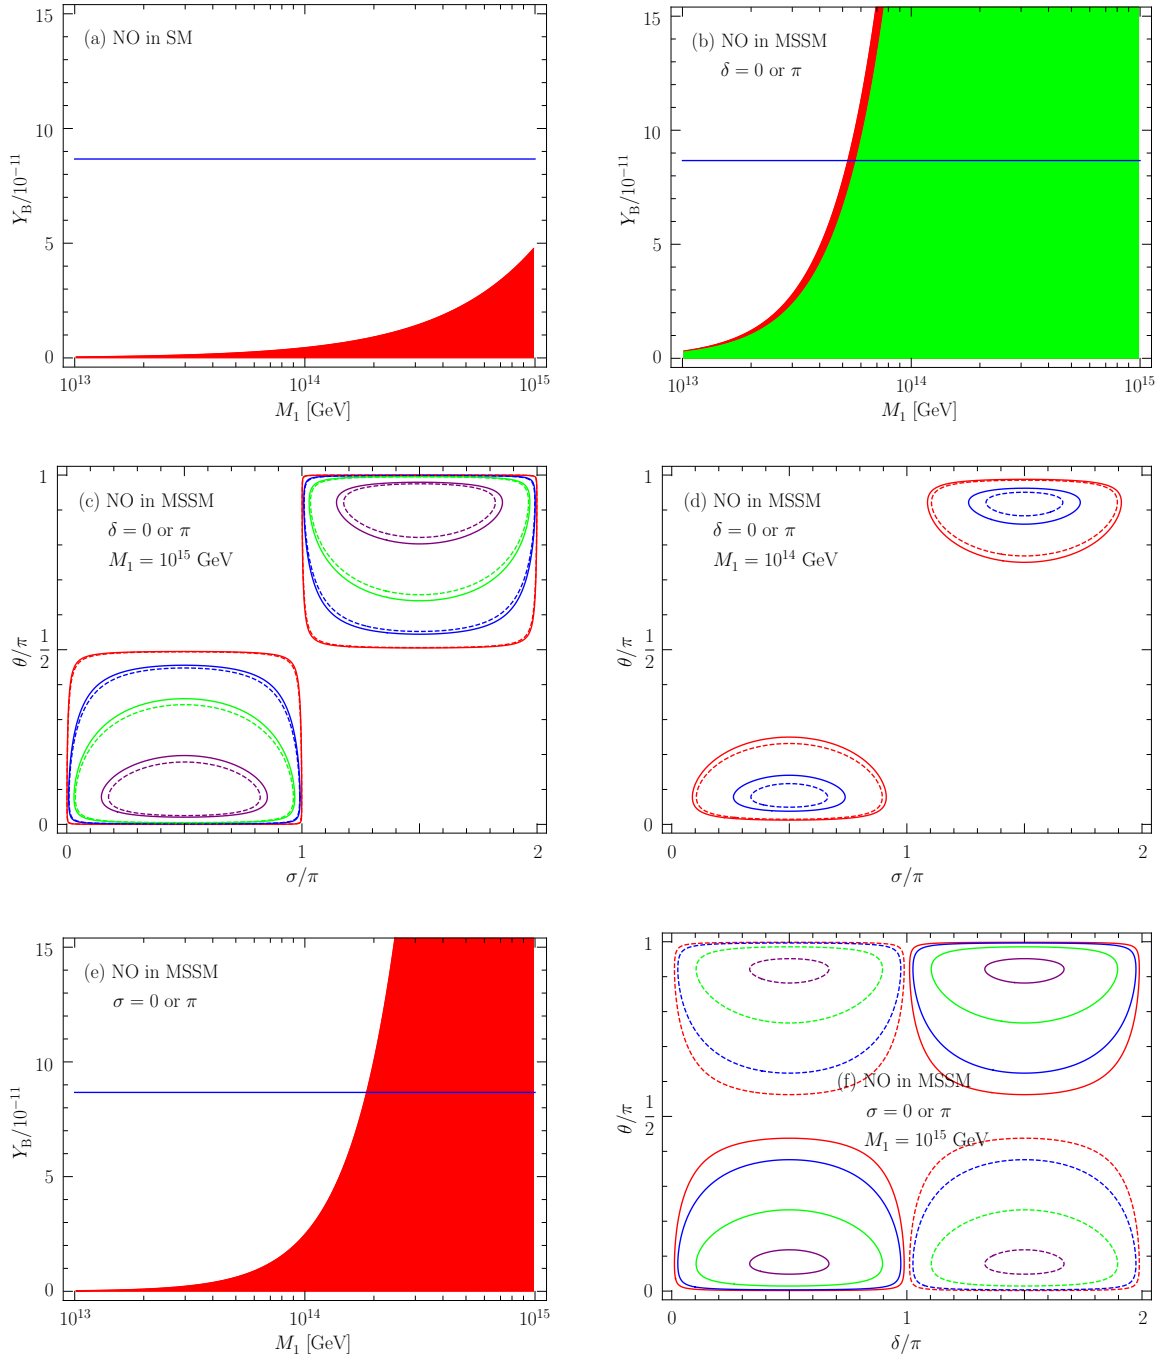 (a) NO in SM
15
10
5
0
Y_B/10^−11
10^13
10^14
10^15
M_1 [GeV]
(b) NO in MSSM
δ = 0 or π
15
10
5
0
Y_B/10^−11
10^13
10^14
10^15
M_1 [GeV]
(c) NO in MSSM
δ = 0 or π
M_1 = 10^15 GeV
1
1/2
0
θ/π
0
1
2
σ/π
(d) NO in MSSM
δ = 0 or π
M_1 = 10^14 GeV
1
1/2
0
θ/π
0
1
2
σ/π
(e) NO in MSSM
σ = 0 or π
15
10
5
0
Y_B/10^−11
10^13
10^14
10^15
M_1 [GeV]
(f) NO in MSSM
σ = 0 or π
M_1 = 10^15 GeV
1
1/2
0
θ/π
0
1
2
δ/π